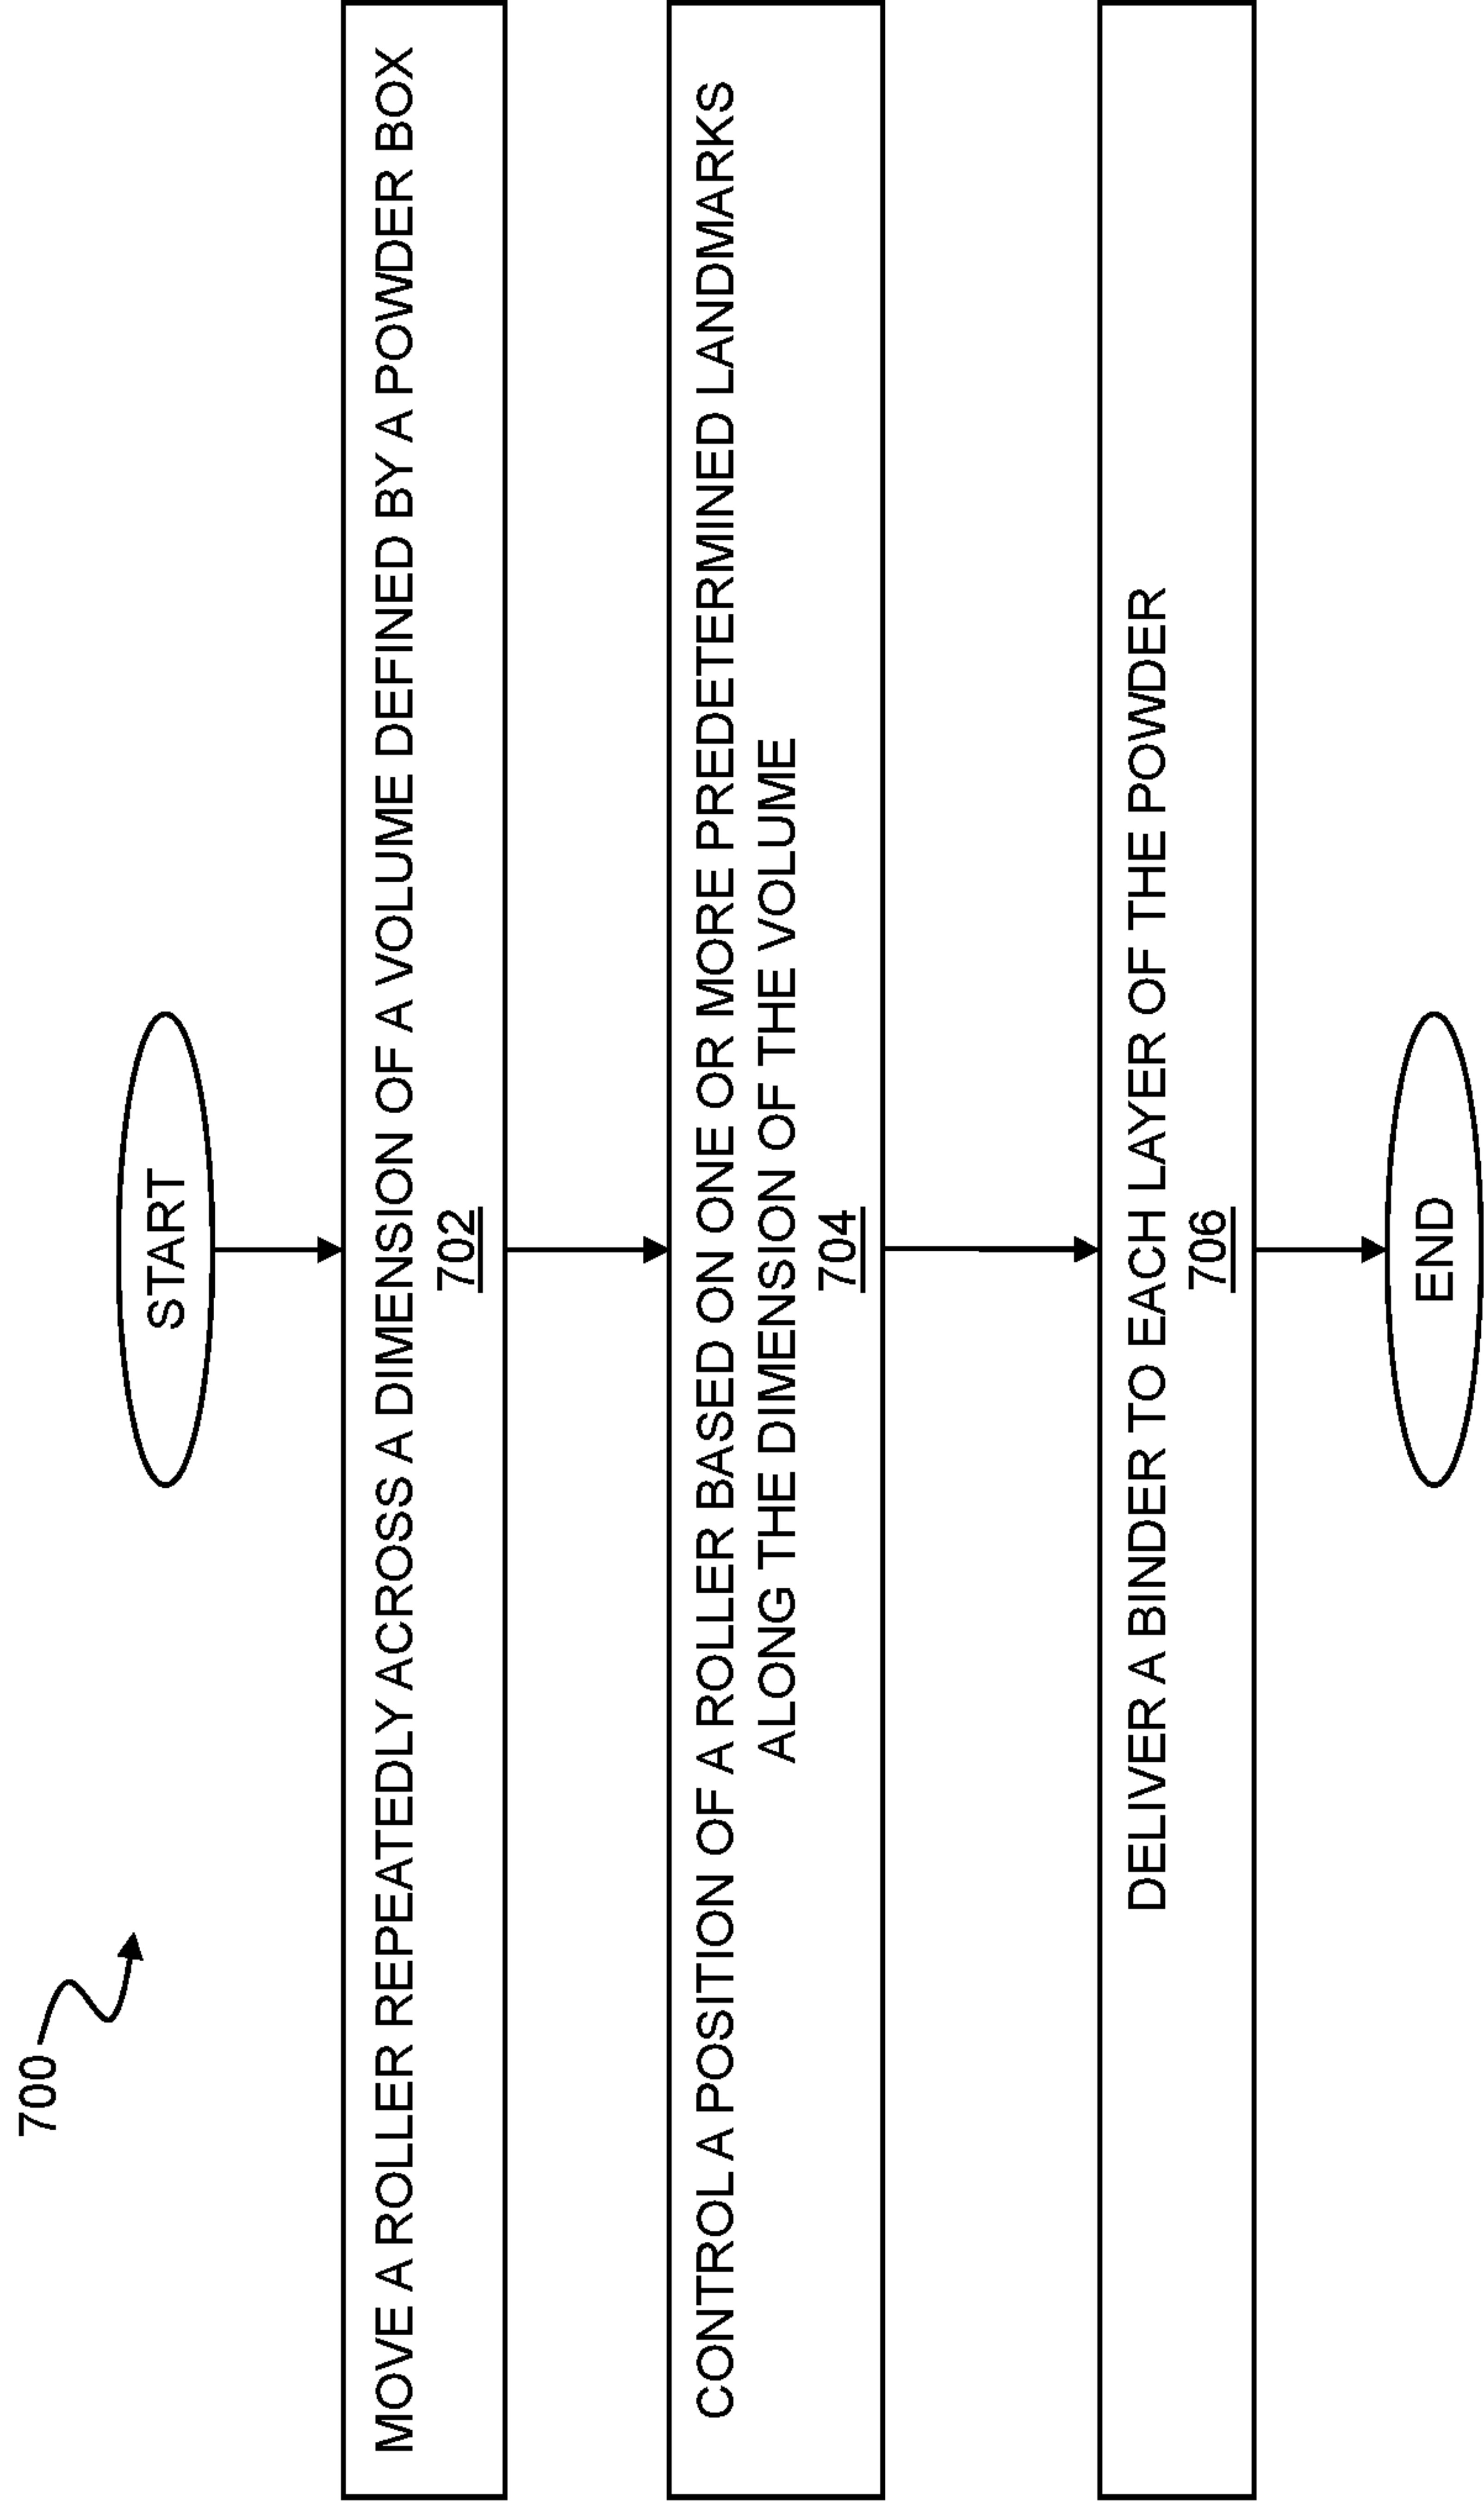 700
START
MOVE A ROLLER REPEATEDLY ACROSS A DIMENSION OF A VOLUME DEFINED BY A POWDER BOX
702
CONTROL A POSITION OF A ROLLER BASED ON ONE OR MORE PREDETERMINED LANDMARKS
ALONG THE DIMENSION OF THE VOLUME
704
DELIVER A BINDER TO EACH LAYER OF THE POWDER
706
END